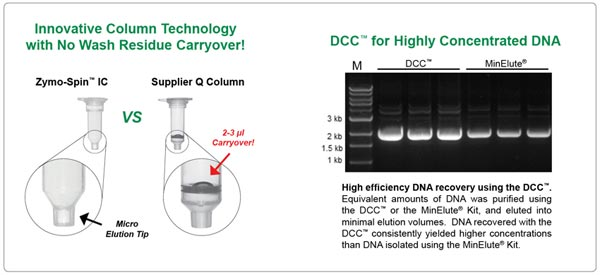 Innovative Column Technology
with No Wash Residue Carryover!
Zymo-Spin™ IC
VS
Supplier Q Column
2-3 µl
Carryover!
Micro
Elution Tip
DCC™ for Highly Concentrated DNA
M
DCC™
MinElute®
3 kb
2 kb
1.5 kb
1 kb
High efficiency DNA recovery using the DCC™.
Equivalent amounts of DNA was purified using
the DCC™ or the MinElute® Kit, and eluted into
minimal elution volumes. DNA recovered with the
DCC™ consistently yielded higher concentrations
than DNA isolated using the MinElute® Kit.